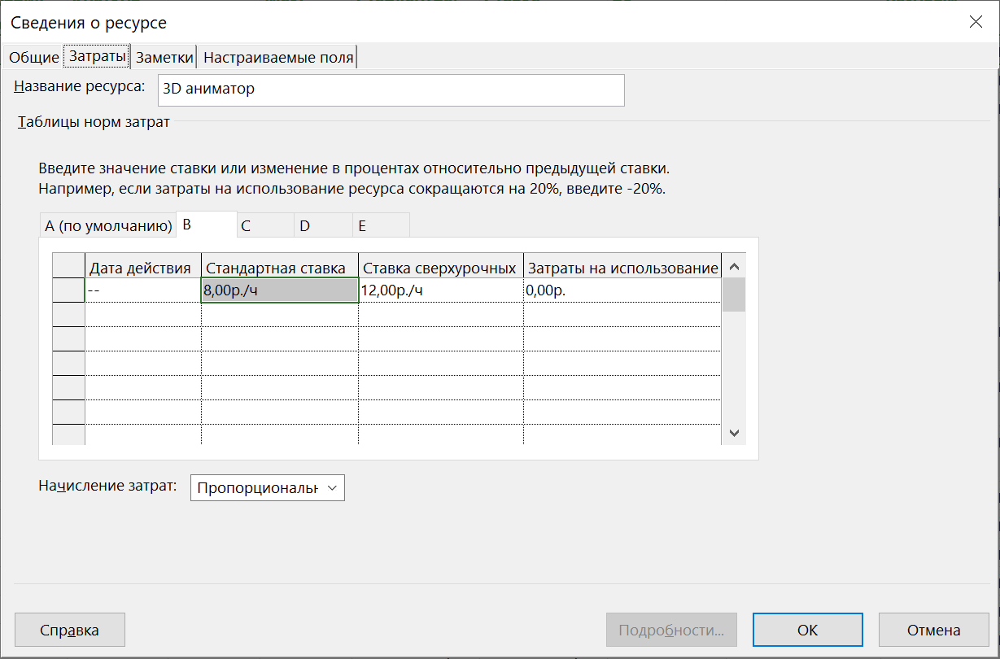 Сведения о ресурсе
Общие Затраты Заметки Настраиваемые поля
Название ресурса: 3D аниматор
Таблицы норм затрат
Введите значение ставки или изменение в процентах относительно предыдущей ставки.
Например, если затраты на использование ресурса сокращаются на 20%, введите -20%.
A (по умолчанию) B C D E
Дата действия Стандартная ставка Ставка сверхурочных Затраты на использование
-- 8,00р./ч 12,00р./ч 0,00р.
Начисление затрат: Пропорциональн
Справка Подробности... ОК Отмена